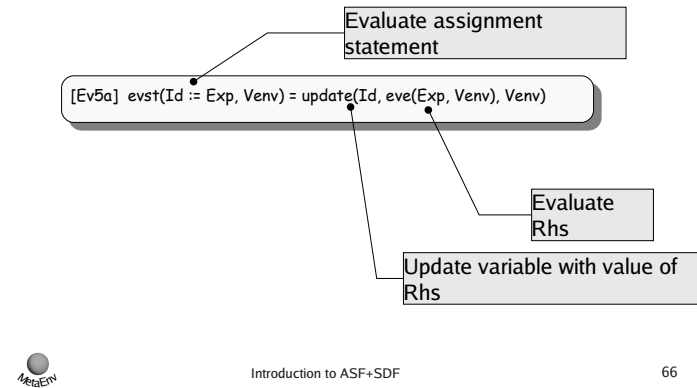 Evaluate assignment
statement
[Ev5a] evst(Id := Exp, Venv) = update(Id, eve(Exp, Venv), Venv)
Evaluate
Rhs
Update variable with value of
Rhs
MetaEnv
Introduction to ASF+SDF
66